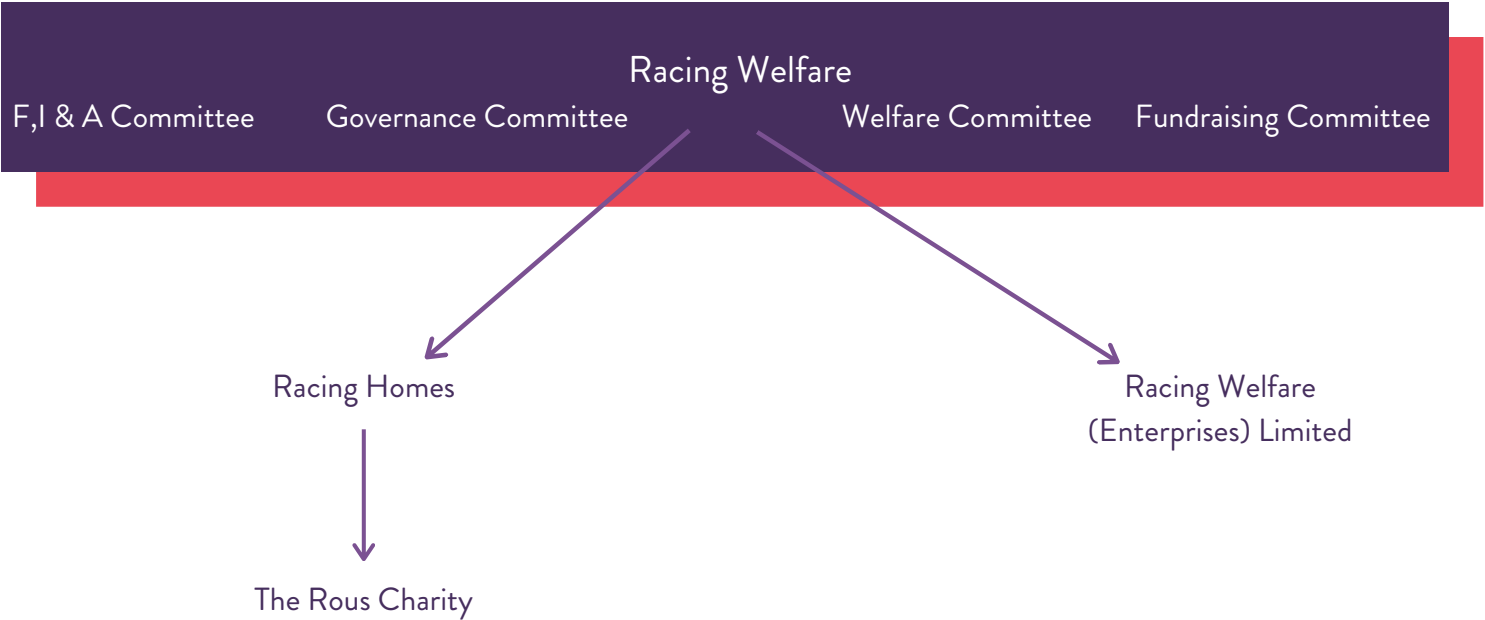 Racing Welfare
F,I & A Committee Governance Committee Welfare Committee Fundraising Committee
Racing Homes
Racing Welfare
(Enterprises) Limited
The Rous Charity